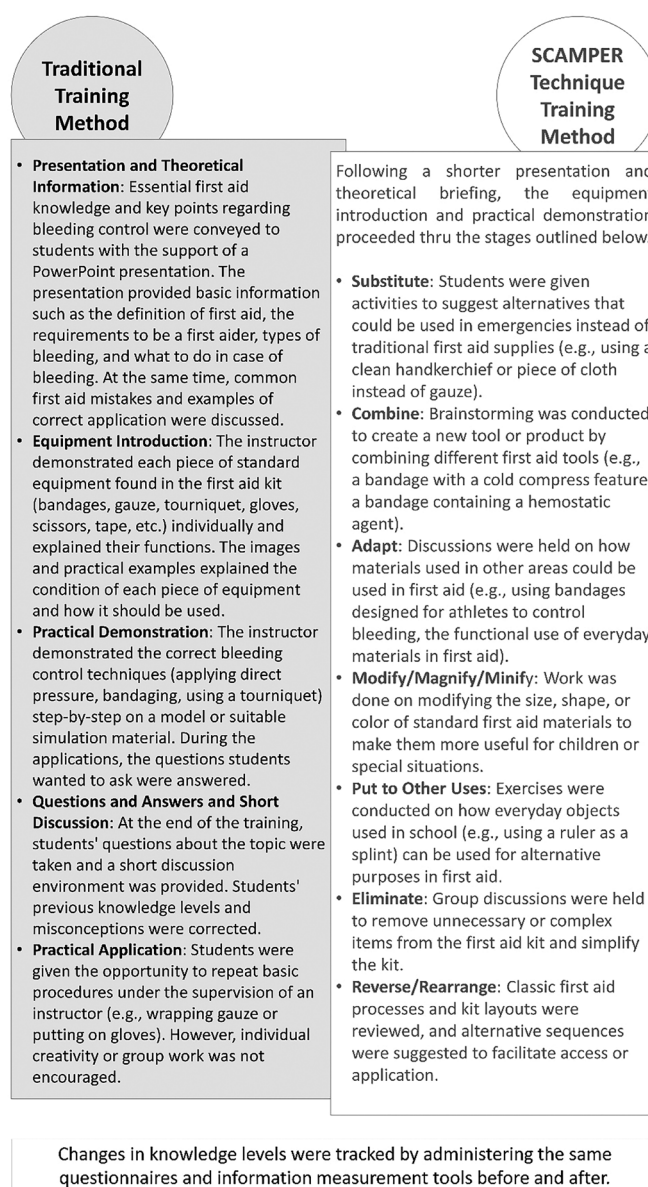 Traditional
Training
Method
• Presentation and Theoretical
Information: Essential first aid
knowledge and key points regarding
bleeding control were conveyed to
students with the support of a
PowerPoint presentation. The
presentation provided basic information
such as the definition of first aid, the
requirements to be a first aider, types of
bleeding, and what to do in case of
bleeding. At the same time, common
first aid mistakes and examples of
correct application were discussed.
• Equipment Introduction: The instructor
demonstrated each piece of standard
equipment found in the first aid kit
(bandages, gauze, tourniquet, gloves,
scissors, tape, etc.) individually and
explained their functions. The images
and practical examples explained the
condition of each piece of equipment
and how it should be used.
• Practical Demonstration: The instructor
demonstrated the correct bleeding
control techniques (applying direct
pressure, bandaging, using a tourniquet)
step-by-step on a model or suitable
simulation material. During the
applications, the questions students
wanted to ask were answered.
• Questions and Answers and Short
Discussion: At the end of the training,
students' questions about the topic were
taken and a short discussion
environment was provided. Students'
previous knowledge levels and
misconceptions were corrected.
• Practical Application: Students were
given the opportunity to repeat basic
procedures under the supervision of an
instructor (e.g., wrapping gauze or
putting on gloves). However, individual
creativity or group work was not
encouraged.
SCAMPER
Technique
Training
Method
Following a shorter presentation and
theoretical briefing, the equipment
introduction and practical demonstration
proceeded thru the stages outlined below.
• Substitute: Students were given
activities to suggest alternatives that
could be used in emergencies instead of
traditional first aid supplies (e.g., using a
clean handkerchief or piece of cloth
instead of gauze).
• Combine: Brainstorming was conducted
to create a new tool or product by
combining different first aid tools (e.g.,
a bandage with a cold compress feature
a bandage containing a hemostatic
agent).
• Adapt: Discussions were held on how
materials used in other areas could be
used in first aid (e.g., using bandages
designed for athletes to control
bleeding, the functional use of everyday
materials in first aid).
• Modify/Magnify/Minify: Work was
done on modifying the size, shape, or
color of standard first aid materials to
make them more useful for children or
special situations.
• Put to Other Uses: Exercises were
conducted on how everyday objects
used in school (e.g., using a ruler as a
splint) can be used for alternative
purposes in first aid.
• Eliminate: Group discussions were held
to remove unnecessary or complex
items from the first aid kit and simplify
the kit.
• Reverse/Rearrange: Classic first aid
processes and kit layouts were
reviewed, and alternative sequences
were suggested to facilitate access or
application.
Changes in knowledge levels were tracked by administering the same
questionnaires and information measurement tools before and after.